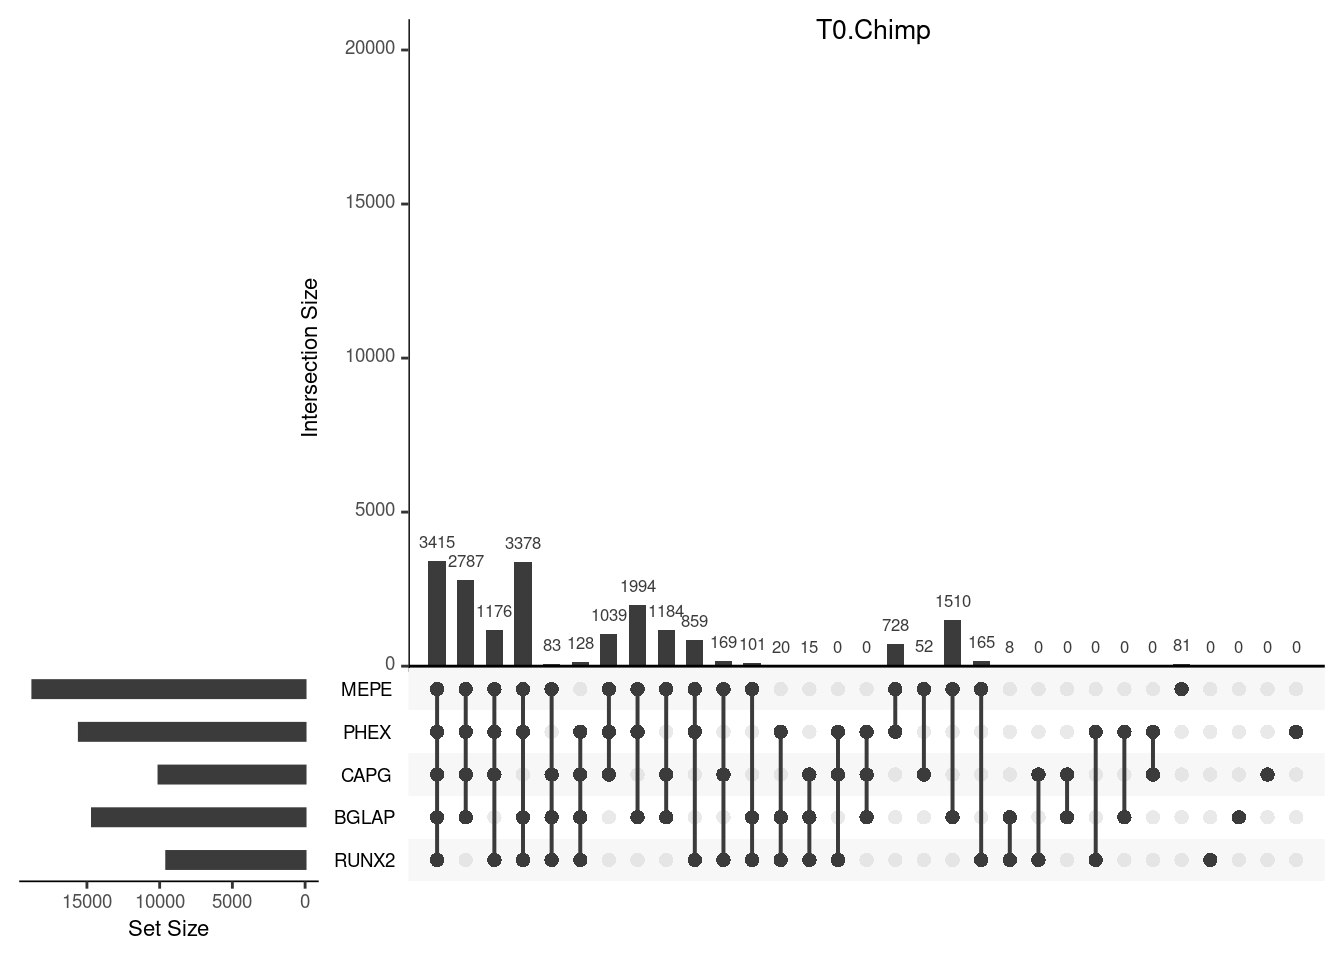 T0.Chimp
20000
15000
10000
5000
0
Intersection Size
3415 2787 1176 3378 83 128 1039 1994 1184 859 169 101 20 15 0 0 728 52 1510 165 8 0 0 0 0 0 81 0 0 0 0
MEPE
PHEX
CAPG
BGLAP
RUNX2
15000 10000 5000 0
Set Size